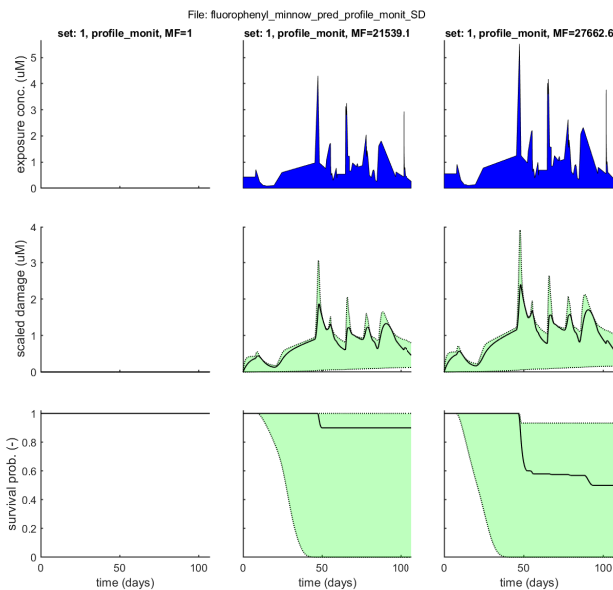 File: fluorophenyl_minnow_pred_profile_monit_SD
set: 1, profile_monit, MF=1
set: 1, profile_monit, MF=21539.1
set: 1, profile_monit, MF=27662.6
exposure conc. (uM)
5
4
3
2
1
0
scaled damage (uM)
4
3
2
1
0
survival prob. (-)
1
0.8
0.6
0.4
0.2
0
0 50 100
0 50 100
0 50 100
time (days)
time (days)
time (days)